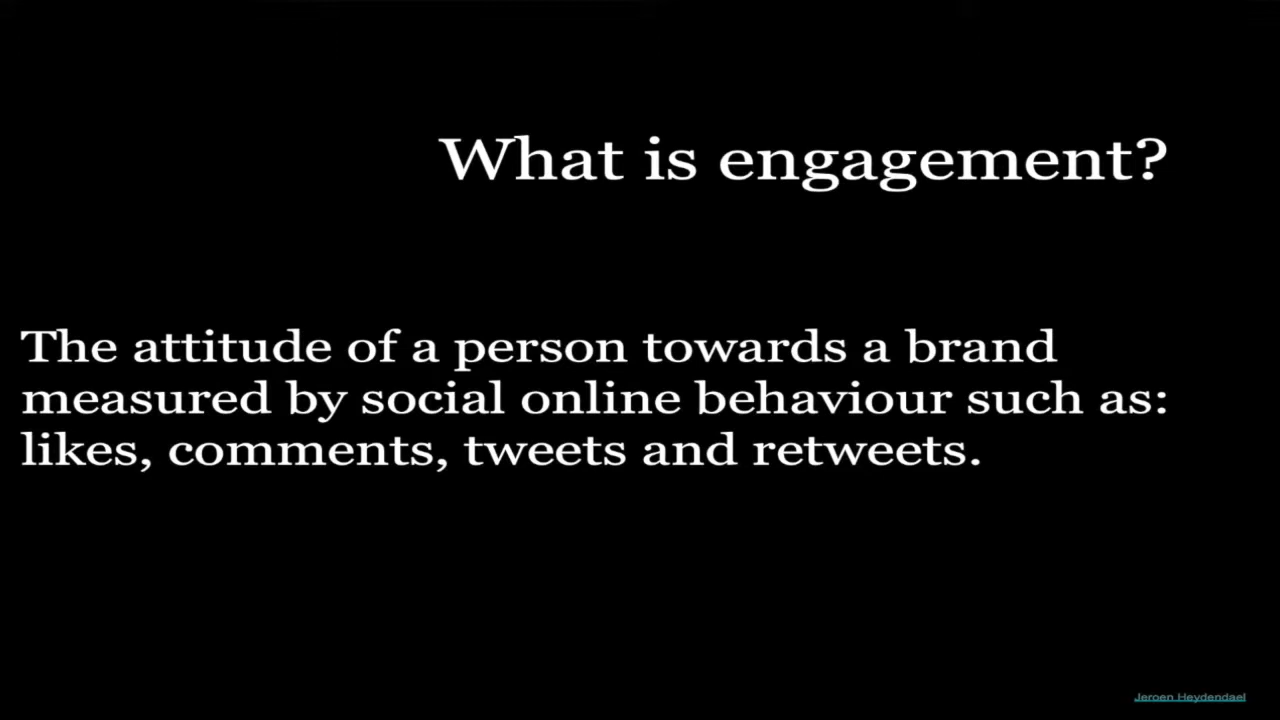 What is engagement?
The attitude of a person towards a brand
measured by social online behaviour such as:
likes, comments, tweets and retweets.
Jeroen Heydendael